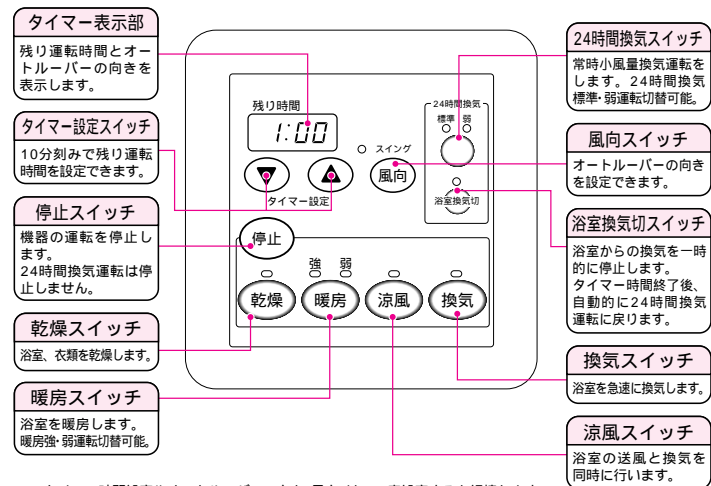 タイマー表示部
残り運転時間とオー
トルーバーの向きを
表示します。
タイマー設定スイッチ
10分刻みで残り運転
時間を設定できます。
停止スイッチ
機器の運転を停止し
ます。
24時間換気運転は停
止しません。
乾燥スイッチ
浴室、衣類を乾燥します。
暖房スイッチ
浴室を暖房します。
暖房強・弱運転切替可能。
残り時間
1:00
タイマー設定
スイング
風向
24時間換気
標準 弱
浴室換気切
停止
強 弱
乾燥 暖房 涼風 換気
24時間換気スイッチ
常時小風量換気運転を
します。24時間換気
標準・弱運転切替可能。
風向スイッチ
オートルーバーの向き
を設定できます。
浴室換気切スイッチ
浴室からの換気を一時
的に停止します。
タイマー時間終了後、
自動的に24時間換気
運転に戻ります。
換気スイッチ
浴室を急速に換気します。
涼風スイッチ
浴室の送風と換気を
同時に行います。